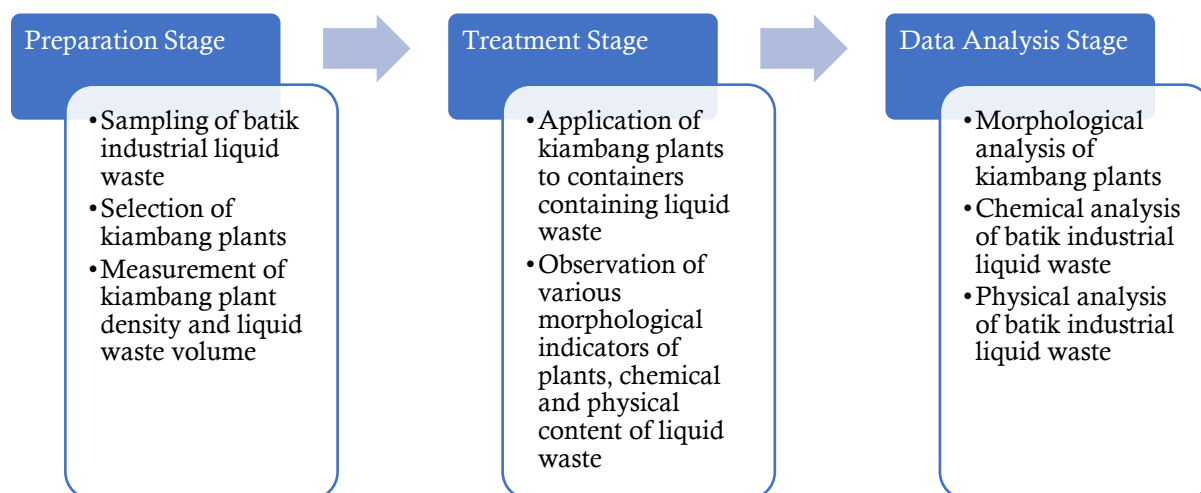 Preparation Stage
•Sampling of batik
industrial liquid
waste
•Selection of
kiambang plants
•Measurement of
kiambang plant
density and liquid
waste volume
Treatment Stage
•Application of
kiambang plants
to containers
containing liquid
waste
•Observation of
various
morphological
indicators of
plants, chemical
and physical
content of liquid
waste
Data Analysis Stage
•Morphological
analysis of
kiambang plants
•Chemical analysis
of batik industrial
liquid waste
•Physical analysis
of batik industrial
liquid waste